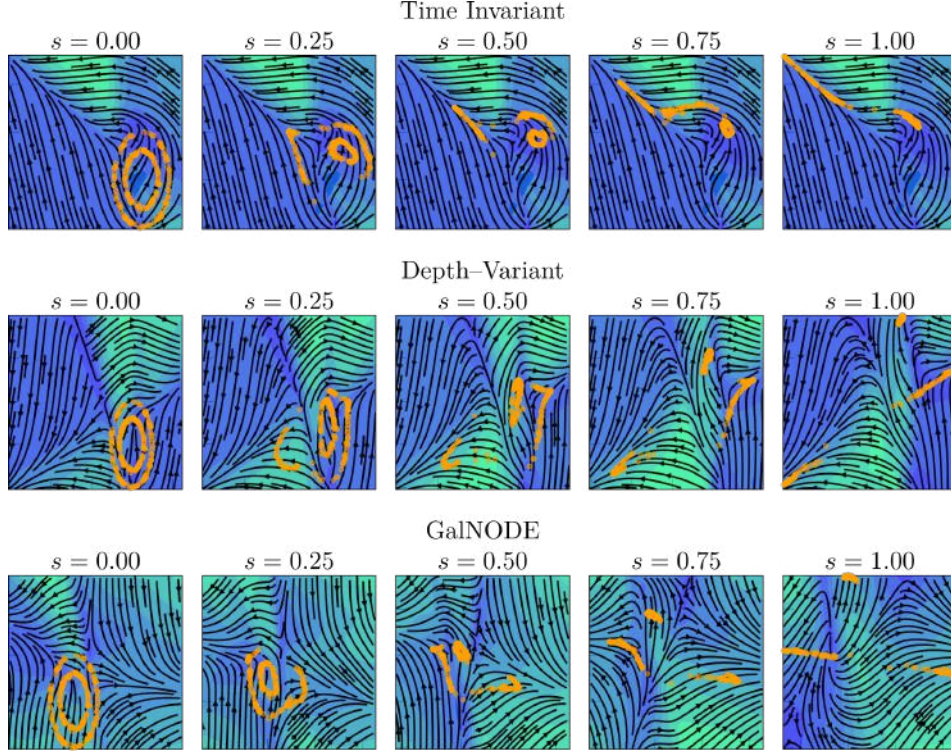 Time Invariant
s = 0.00 s = 0.25 s = 0.50 s = 0.75 s = 1.00
Depth–Variant
s = 0.00 s = 0.25 s = 0.50 s = 0.75 s = 1.00
GalNODE
s = 0.00 s = 0.25 s = 0.50 s = 0.75 s = 1.00